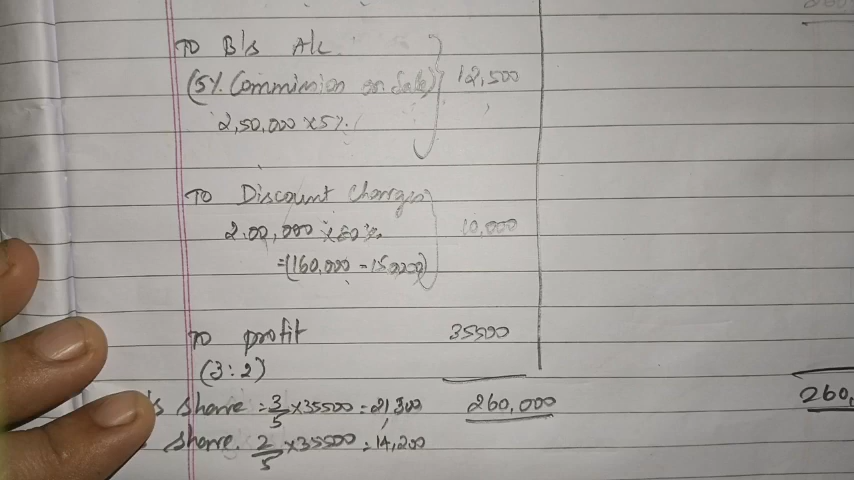 To B's A/c
(5%. Commission on Sale) 12,500
2,50,000 x 5%.
To Discount Charges
2,00,000 x 80%. 10,000
=(160,000 - 150,000)
To profit 35500
(3:2)
's Share = 3/5 x 35500 = 21,300 260,000 260,
Share. 2/5 x 35500 = 14,200